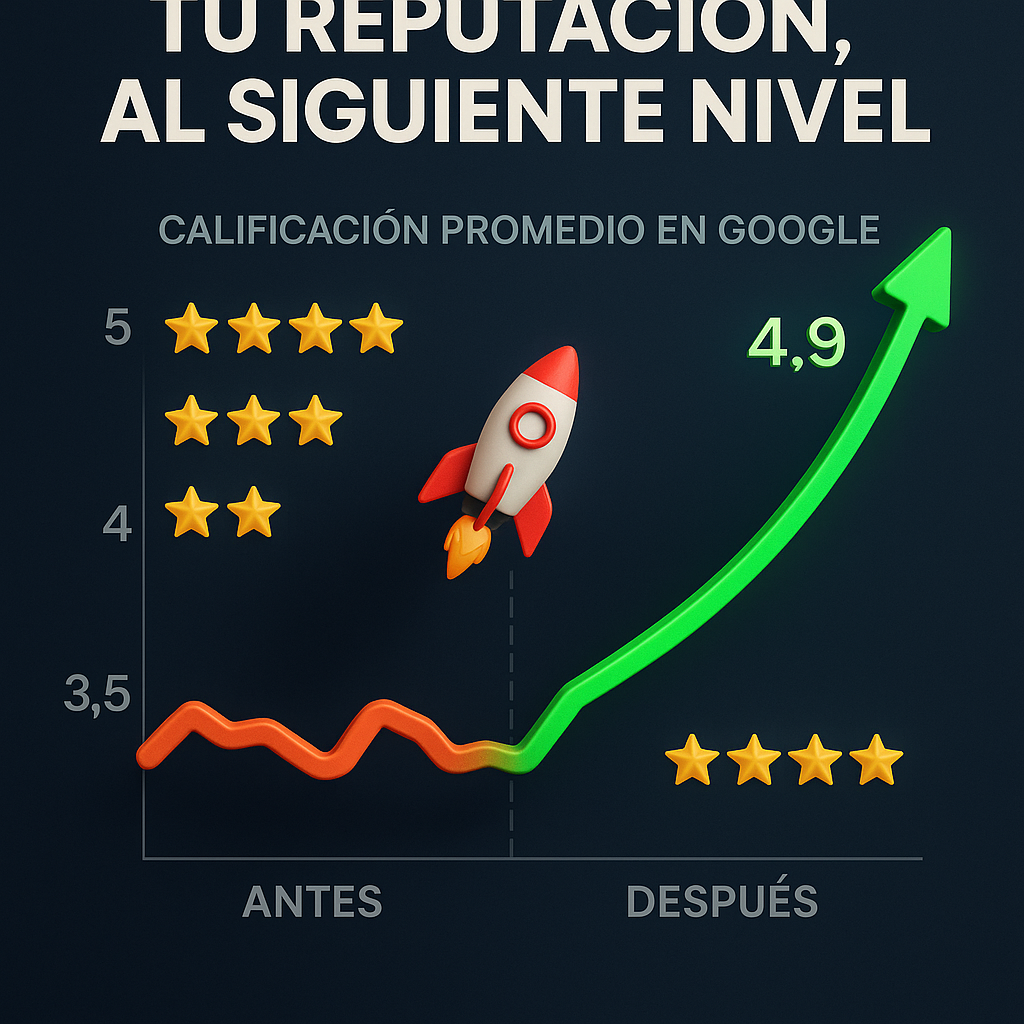 TU REPUTACIÓN,
AL SIGUIENTE NIVEL
CALIFICACIÓN PROMEDIO EN GOOGLE
5
4,9
4
3,5
ANTES
DESPUÉS